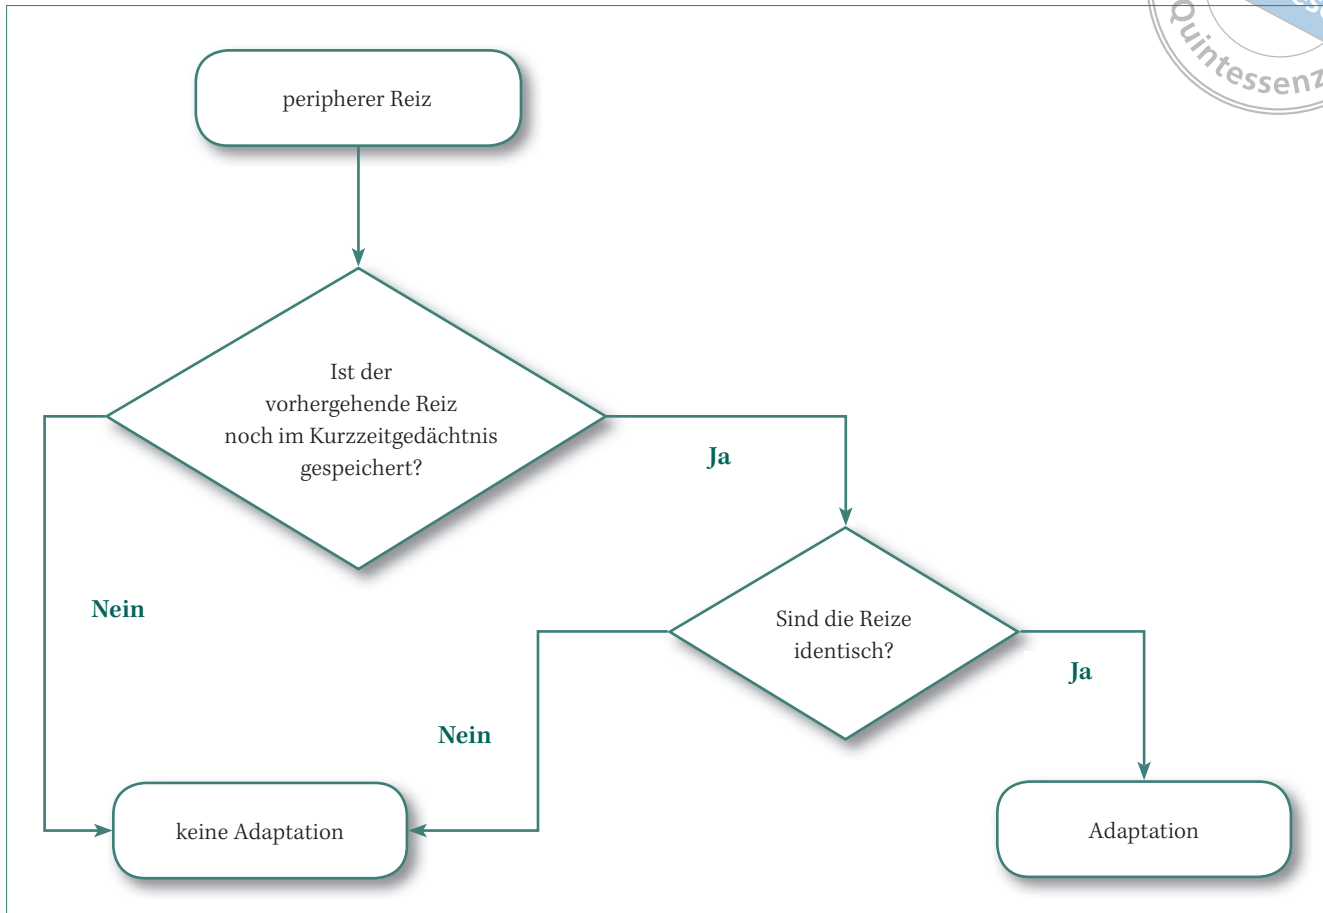 Quintessenz
peripherer Reiz
Ist der
vorhergehende Reiz
noch im Kurzzeitgedächtnis
gespeichert?
Ja
Nein
Sind die Reize
identisch?
Ja
Nein
keine Adaptation
Adaptation